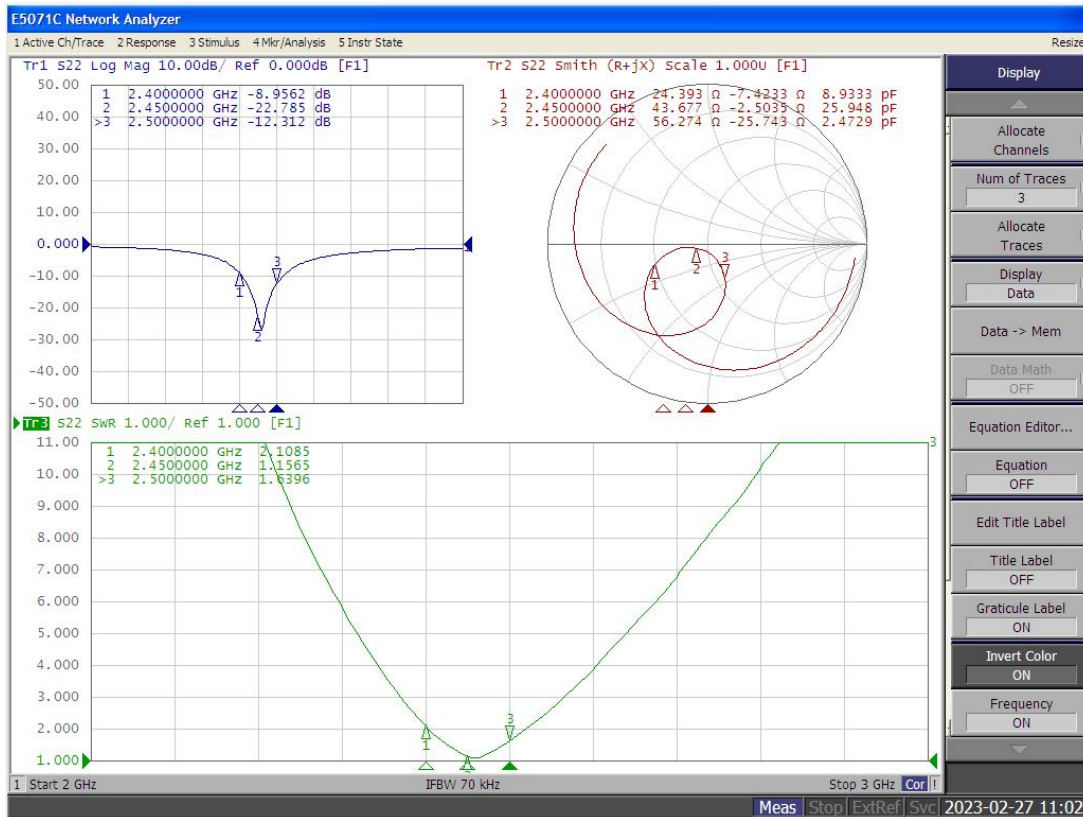 E5071C Network Analyzer
1 Active Ch/Trace 2 Response 3 Stimulus 4 Mkr/Analysis 5 Instr State
Resize
Tr1 S22 Log Mag 10.00dB/ Ref 0.000dB [F1]
50.00
40.00
30.00
20.00
10.00
0.000
-10.00
-20.00
-30.00
-40.00
-50.00
1 2.4000000 GHz -8.9562 dB
2 2.4500000 GHz -22.785 dB
>3 2.5000000 GHz -12.312 dB
1
2
3
Tr2 S22 Smith (R+jX) Scale 1.000U [F1]
1 2.4000000 GHz 24.393 Ω -7.4233 Ω 8.9333 pF
2 2.4500000 GHz 43.677 Ω -2.5035 Ω 25.948 pF
>3 2.5000000 GHz 56.274 Ω -25.743 Ω 2.4729 pF
1
2
3
Tr3 S22 SWR 1.000/ Ref 1.000 [F1]
11.00
10.00
9.000
8.000
7.000
6.000
5.000
4.000
3.000
2.000
1.000
1 2.4000000 GHz 2.1085
2 2.4500000 GHz 1.1565
>3 2.5000000 GHz 1.6396
1
2
3
3
1 Start 2 GHz
IFBW 70 kHz
Stop 3 GHz Cor !
Display
Allocate
Channels
Num of Traces
3
Allocate
Traces
Display
Data
Data -> Mem
Data Math
OFF
Equation Editor...
Equation
OFF
Edit Title Label
Title Label
OFF
Graticule Label
ON
Invert Color
ON
Frequency
ON
Meas Stop ExtRef Svc 2023-02-27 11:02